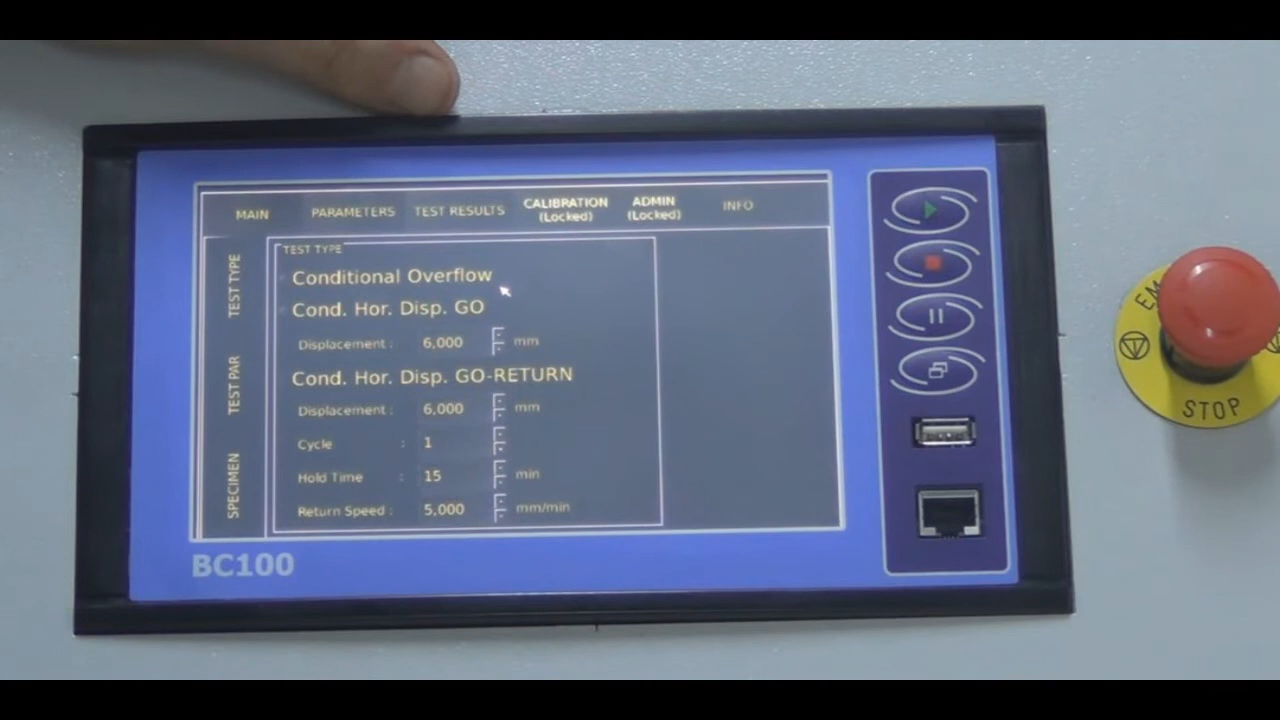 MAIN PARAMETERS TEST RESULTS CALIBRATION (Locked) ADMIN (Locked) INFO
TEST TYPE
TEST PAR
SPECIMEN
TEST TYPE
Conditional Overflow
Cond. Hor. Disp. GO
Displacement : 6,000 mm
Cond. Hor. Disp. GO-RETURN
Displacement : 6,000 mm
Cycle : 1
Hold Time : 15 min
Return Speed : 5,000 mm/min
BC100
EM
STOP